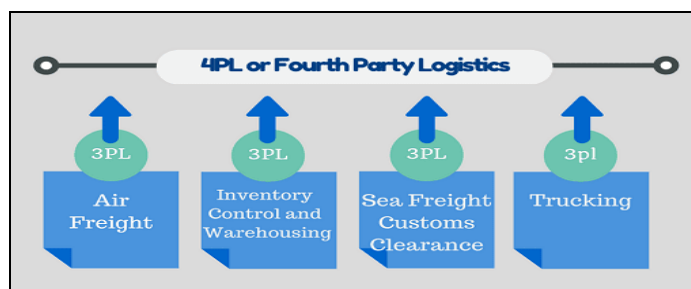 4PL or Fourth Party Logistics
3PL
3PL
3PL
3pl
Air
Freight
Inventory
Control and
Warehousing
Sea Freight
Customs
Clearance
Trucking